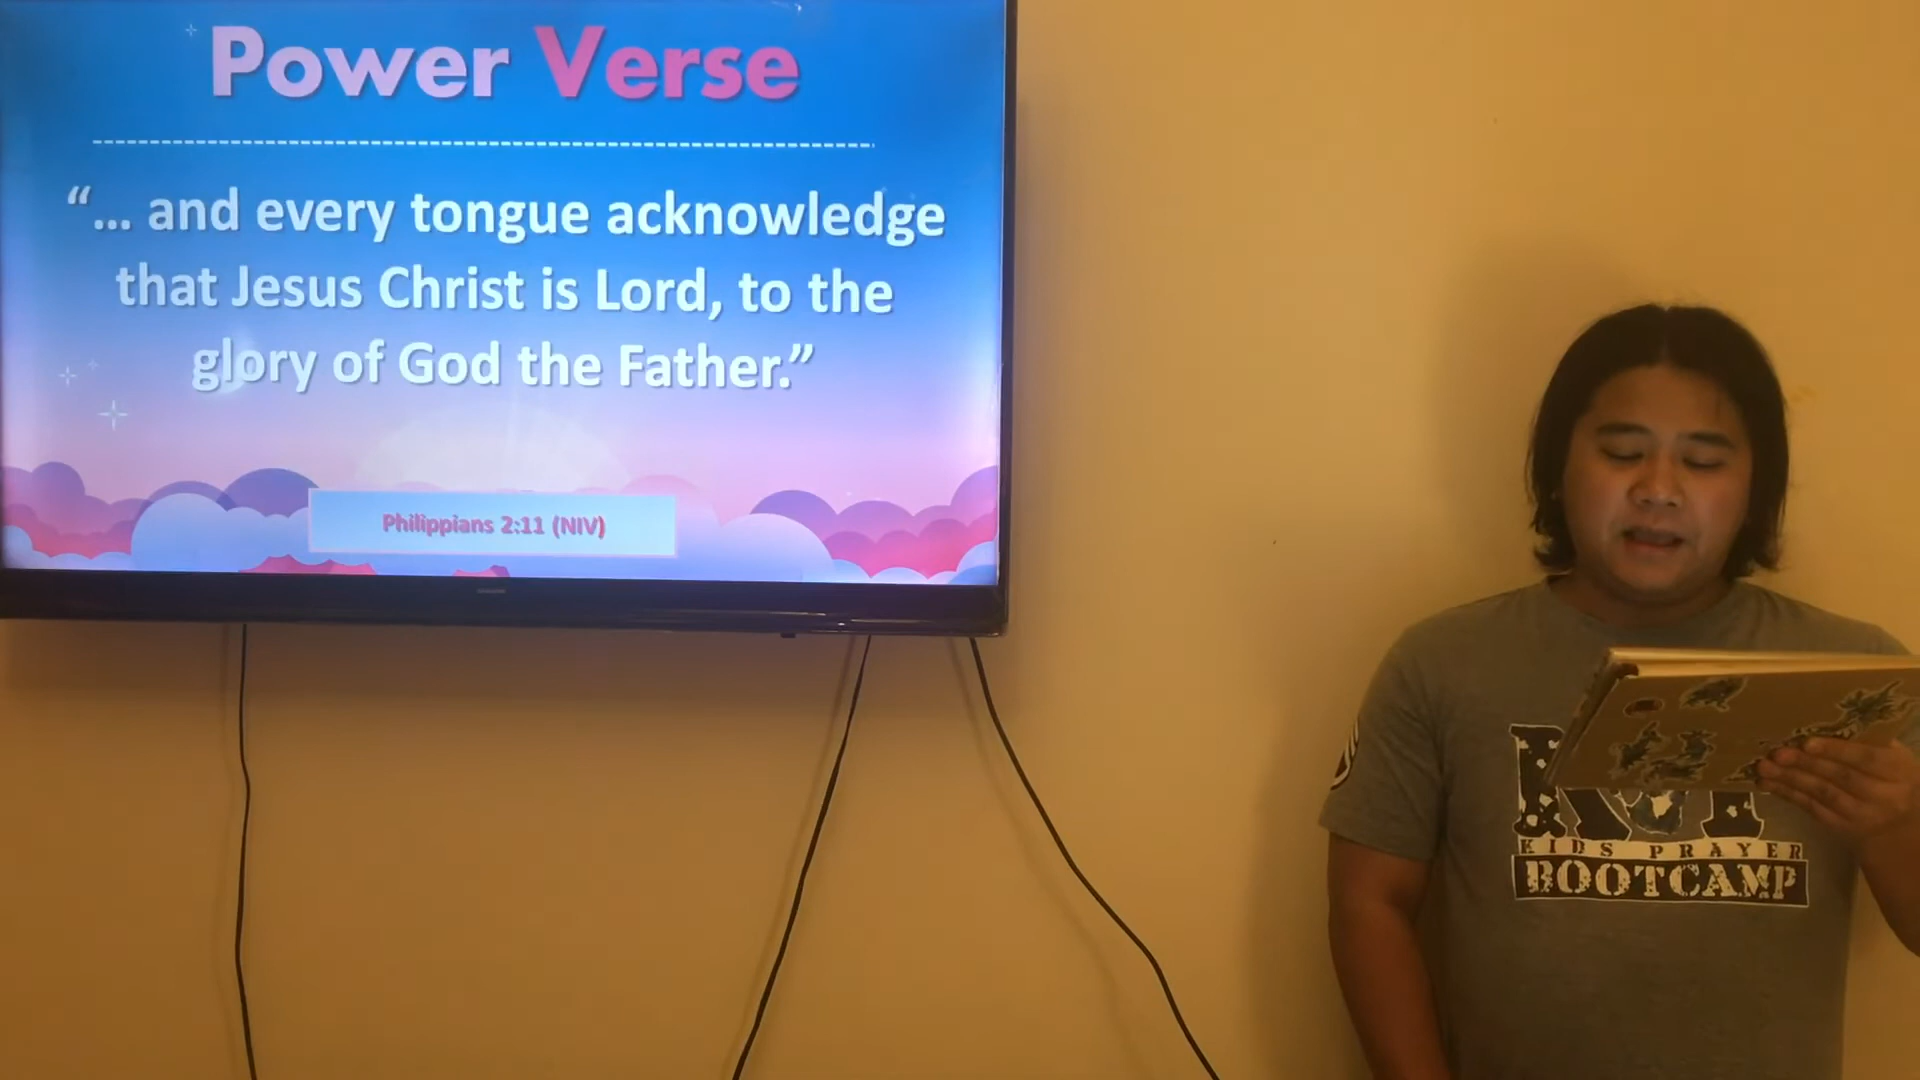 Power Verse
“... and every tongue acknowledge
that Jesus Christ is Lord, to the
glory of God the Father.”
Philippians 2:11 (NIV)
SAMSUNG
KIDS PRAYER
BOOTCAMP